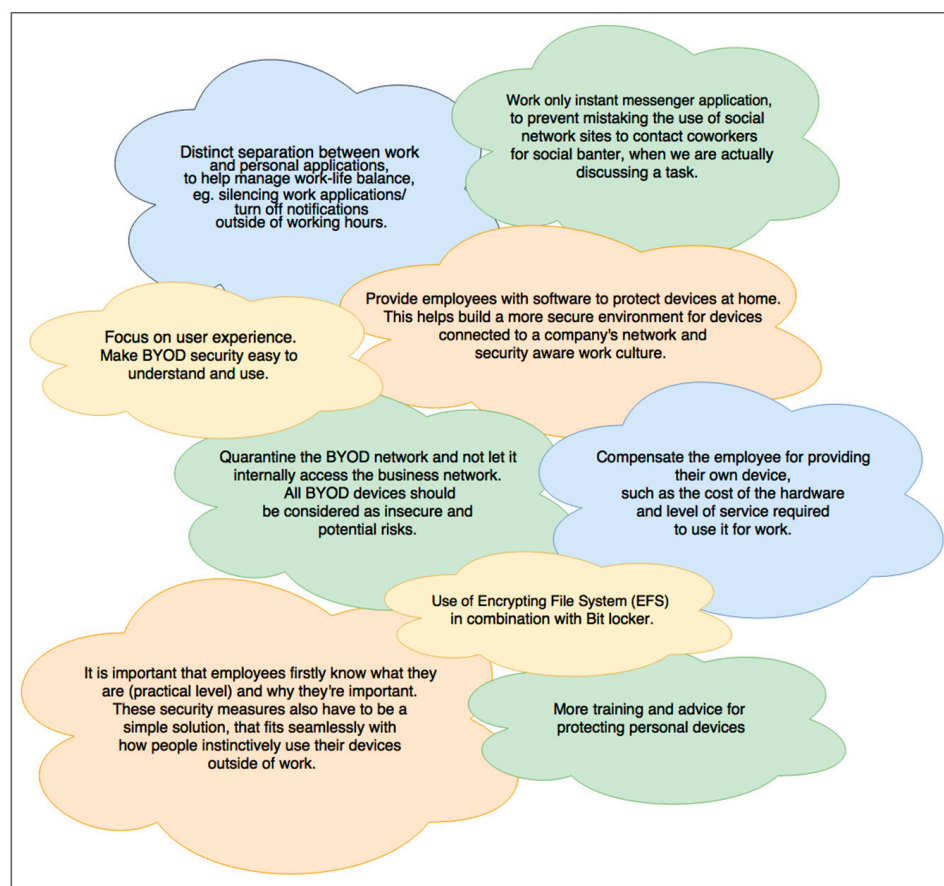 Work only instant messenger application,
to prevent mistaking the use of social
network sites to contact coworkers
for social banter, when we are actually
discussing a task.
Distinct separation between work
and personal applications,
to help manage work-life balance,
eg. silencing work applications/
turn off notifications
outside of working hours.
Provide employees with software to protect devices at home.
This helps build a more secure environment for devices
connected to a company's network and
security aware work culture.
Focus on user experience.
Make BYOD security easy to
understand and use.
Quarantine the BYOD network and not let it
internally access the business network.
All BYOD devices should
be considered as insecure and
potential risks.
Compensate the employee for providing
their own device,
such as the cost of the hardware
and level of service required
to use it for work.
Use of Encrypting File System (EFS)
in combination with Bit locker.
It is important that employees firstly know what they
are (practical level) and why they're important.
These security measures also have to be a
simple solution, that fits seamlessly with
how people instinctively use their devices
outside of work.
More training and advice for
protecting personal devices